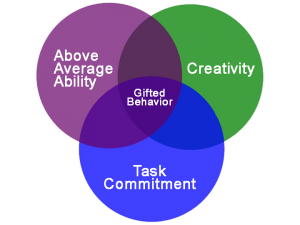 Above
Average
Ability
Creativity
Gifted
Behavior
Task
Commitment